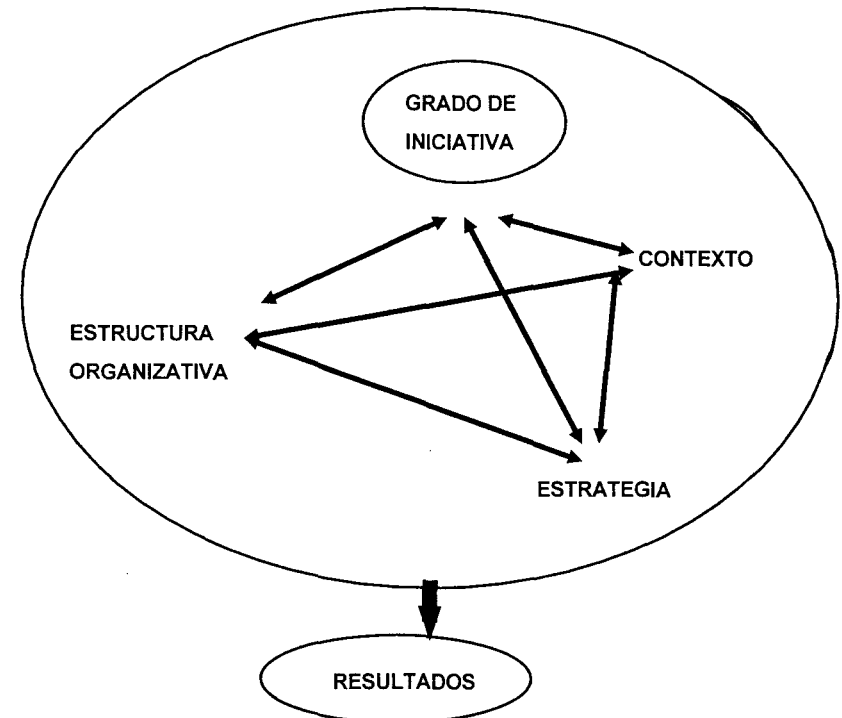 GRADO DE
INICIATIVA
CONTEXTO
ESTRUCTURA
ORGANIZATIVA
ESTRATEGIA
RESULTADOS